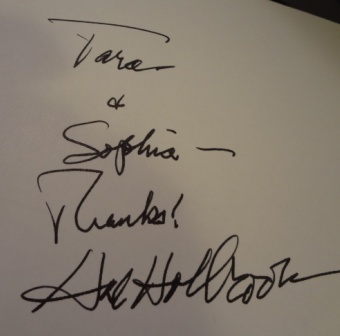 Tara
&
Sophia —
Thanks!
Hal Holbrook